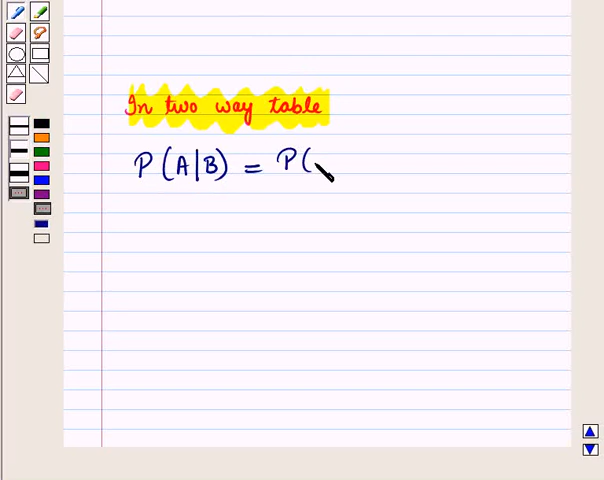 In two way table
P(A|B) = P(